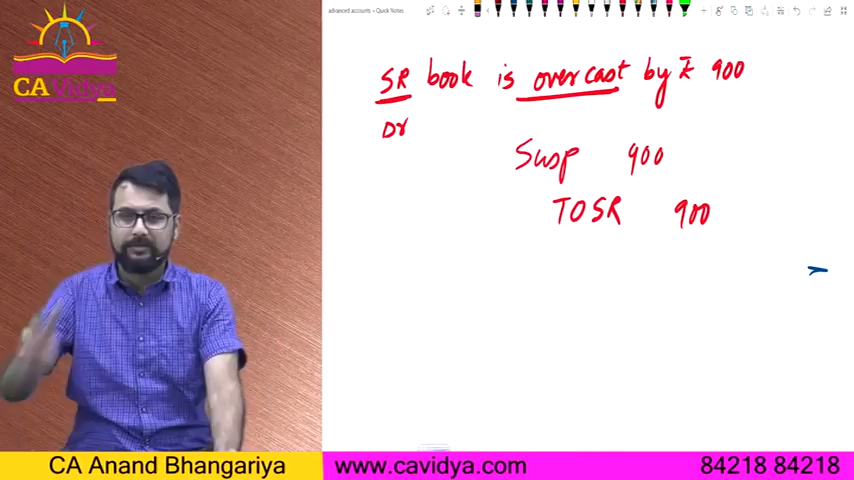 CA Vidya
advanced accounts » Quick Notes
SR book is overcast by ₹ 900
Dr
Susp 900
TO SR 900
CA Anand Bhangariya
www.cavidya.com
84218 84218